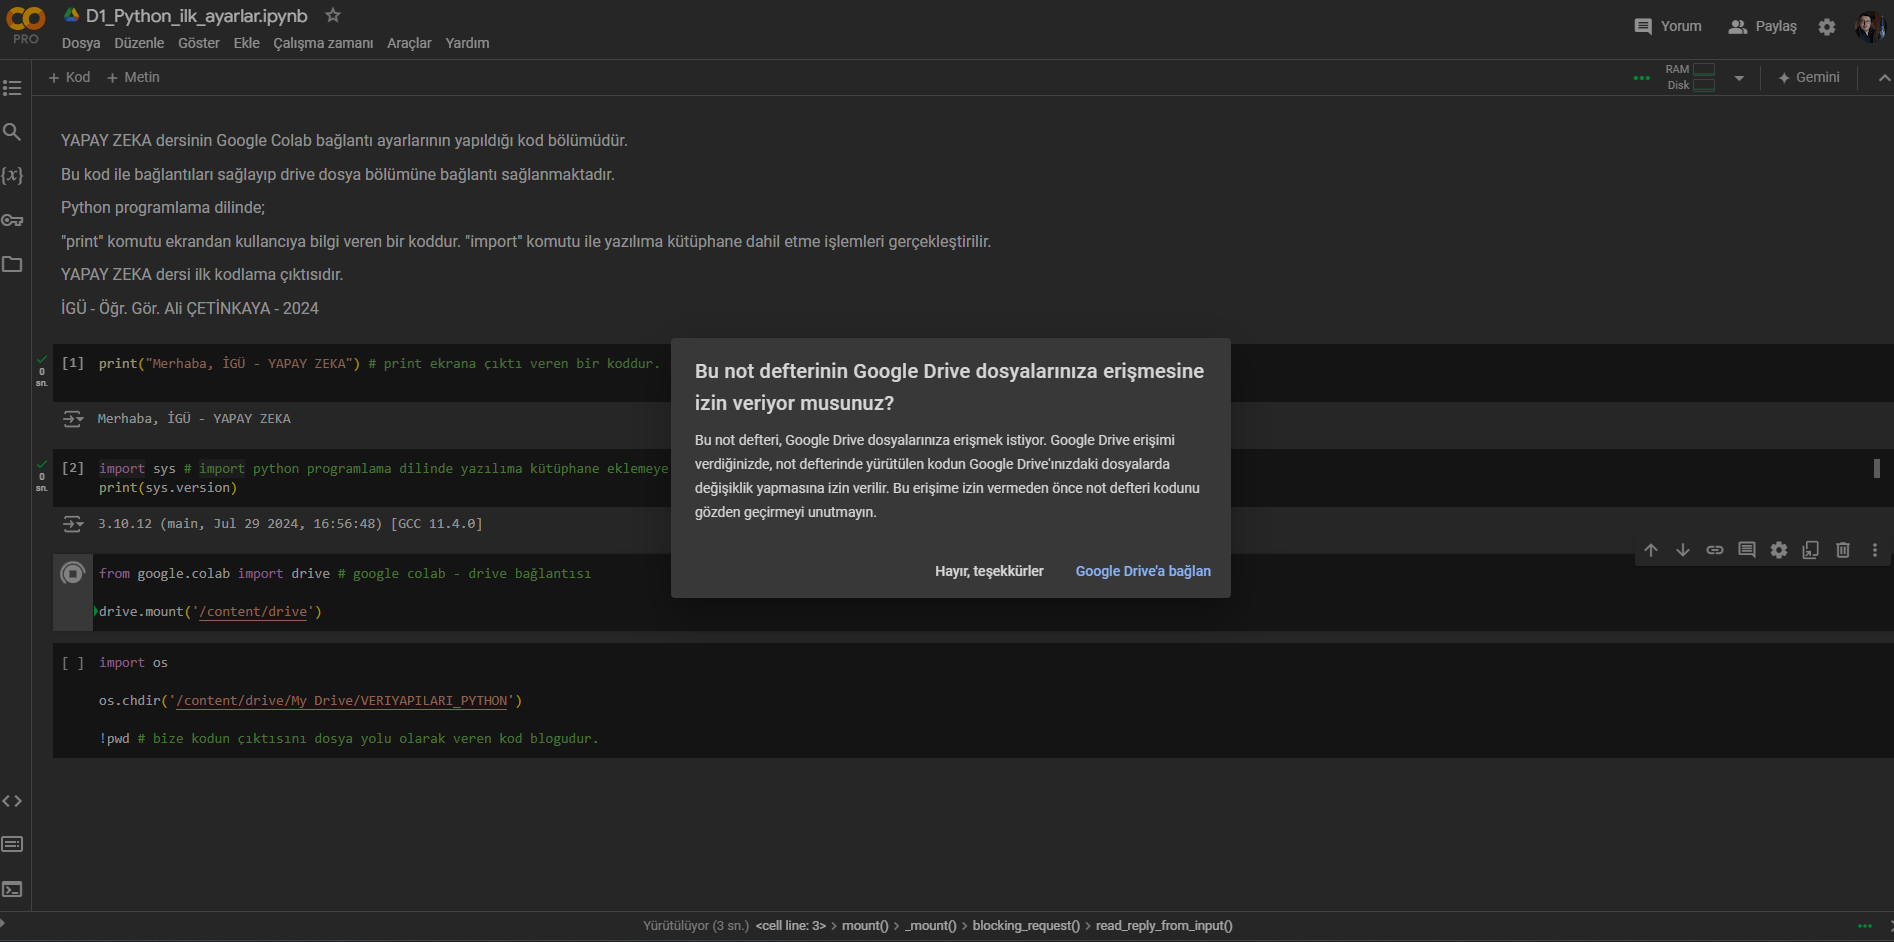 CO
PRO
D1_Python_ilk_ayarlar.ipynb
Dosya Düzenle Göster Ekle Çalışma zamanı Araçlar Yardım
Yorum
Paylaş
+ Kod + Metin
RAM
Disk
Gemini
YAPAY ZEKA dersinin Google Colab bağlantı ayarlarının yapıldığı kod bölümüdür.
Bu kod ile bağlantıları sağlayıp drive dosya bölümüne bağlantı sağlanmaktadır.
Python programlama dilinde;
"print" komutu ekrandan kullancıya bilgi veren bir koddur. "import" komutu ile yazılıma kütüphane dahil etme işlemleri gerçekleştirilir.
YAPAY ZEKA dersi ilk kodlama çıktısıdır.
İGÜ - Öğr. Gör. Ali ÇETİNKAYA - 2024
0
sn.
[1] print("Merhaba, İGÜ - YAPAY ZEKA") # print ekrana çıktı veren bir koddur.
Merhaba, İGÜ - YAPAY ZEKA
0
sn.
[2] import sys # import python programlama dilinde yazılıma kütüphane eklemeye
print(sys.version)
3.10.12 (main, Jul 29 2024, 16:56:48) [GCC 11.4.0]
from google.colab import drive # google colab - drive bağlantısı
drive.mount('/content/drive')
[ ] import os
os.chdir('/content/drive/My Drive/VERIYAPILARI_PYTHON')
!pwd # bize kodun çıktısını dosya yolu olarak veren kod blogudur.
Bu not defterinin Google Drive dosyalarınıza erişmesine
izin veriyor musunuz?
Bu not defteri, Google Drive dosyalarınıza erişmek istiyor. Google Drive erişimi
verdiğinizde, not defterinde yürütülen kodun Google Drive'ınızdaki dosyalarda
değişiklik yapmasına izin verilir. Bu erişime izin vermeden önce not defteri kodunu
gözden geçirmeyi unutmayın.
Hayır, teşekkürler Google Drive'a bağlan
Yürütülüyor (3 sn.) <cell line: 3> > mount() > _mount() > blocking_request() > read_reply_from_input()